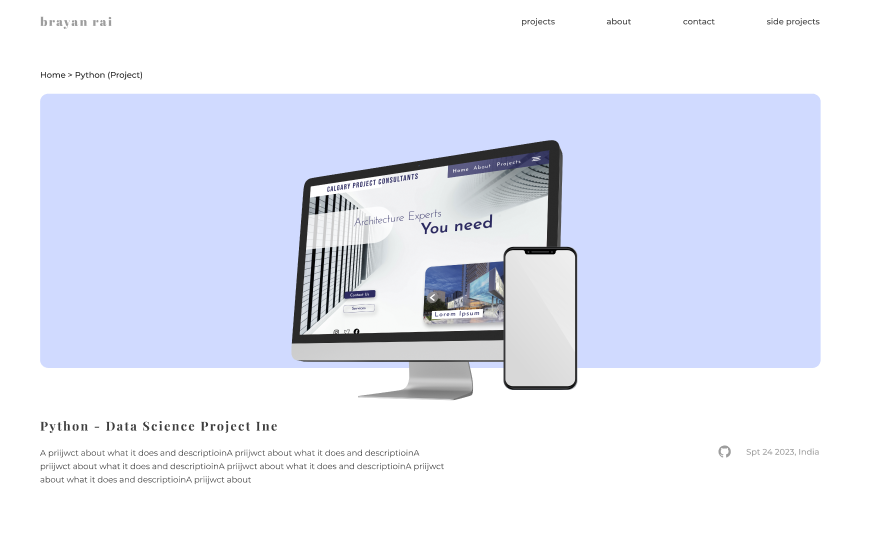 brayan rai
projects about contact side projects
Home > Python (Project)
CALGARY PROJECT CONSULTANTS
Home About Projects
Architecture Experts
You need
Contact Us
Services
Lorem Ipsum
Python - Data Science Project Ine
A priijwct about what it does and descriptioinA priijwct about what it does and descriptioinA
priijwct about what it does and descriptioinA priijwct about what it does and descriptioinA priijwct
about what it does and descriptioinA priijwct about
Spt 24 2023, India